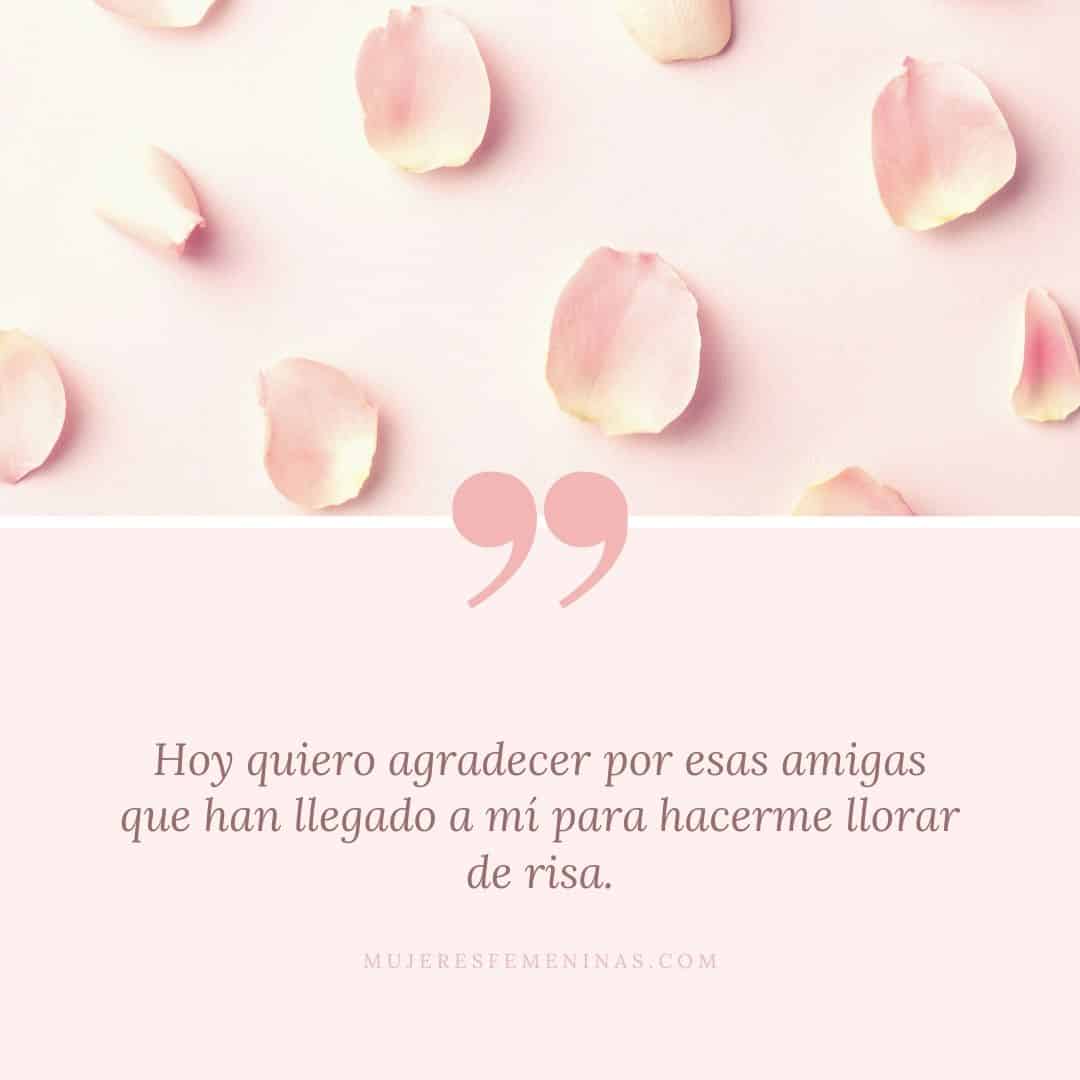 Hoy quiero agradecer por esas amigas
que han llegado a mí para hacerme llorar
de risa.
MUJERESFEMENINAS.COM